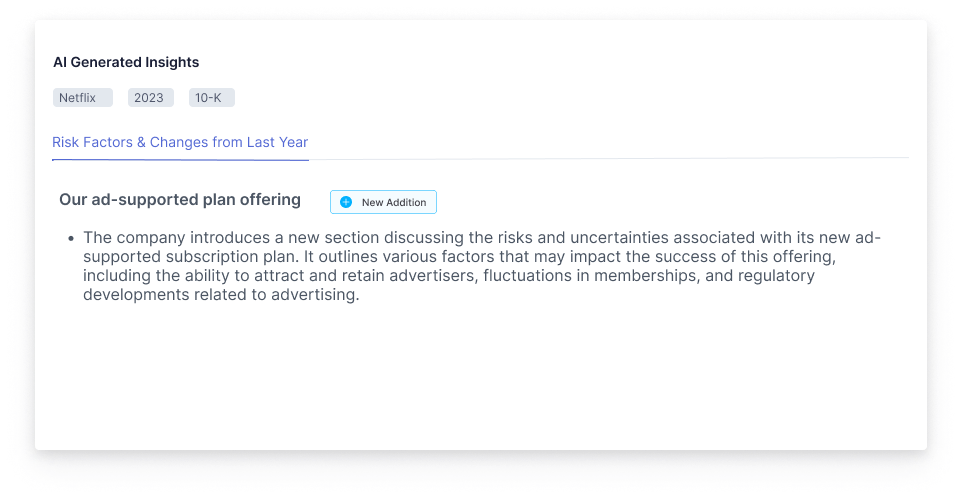 AI Generated Insights
Netflix 2023 10-K
Risk Factors & Changes from Last Year
Our ad-supported plan offering New Addition
• The company introduces a new section discussing the risks and uncertainties associated with its new ad-
supported subscription plan. It outlines various factors that may impact the success of this offering,
including the ability to attract and retain advertisers, fluctuations in memberships, and regulatory
developments related to advertising.